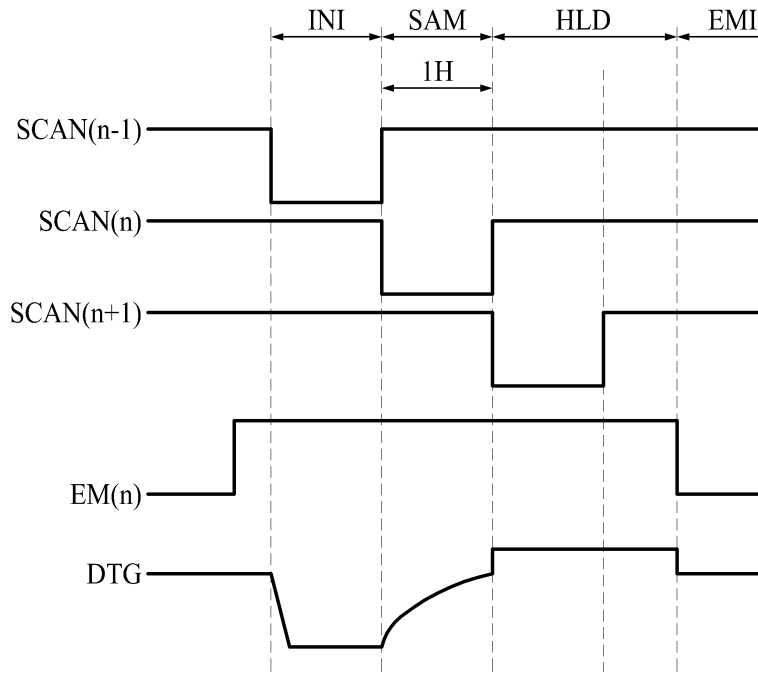 INI SAM HLD EMI
1H
SCAN(n-1)
SCAN(n)
SCAN(n+1)
EM(n)
DTG